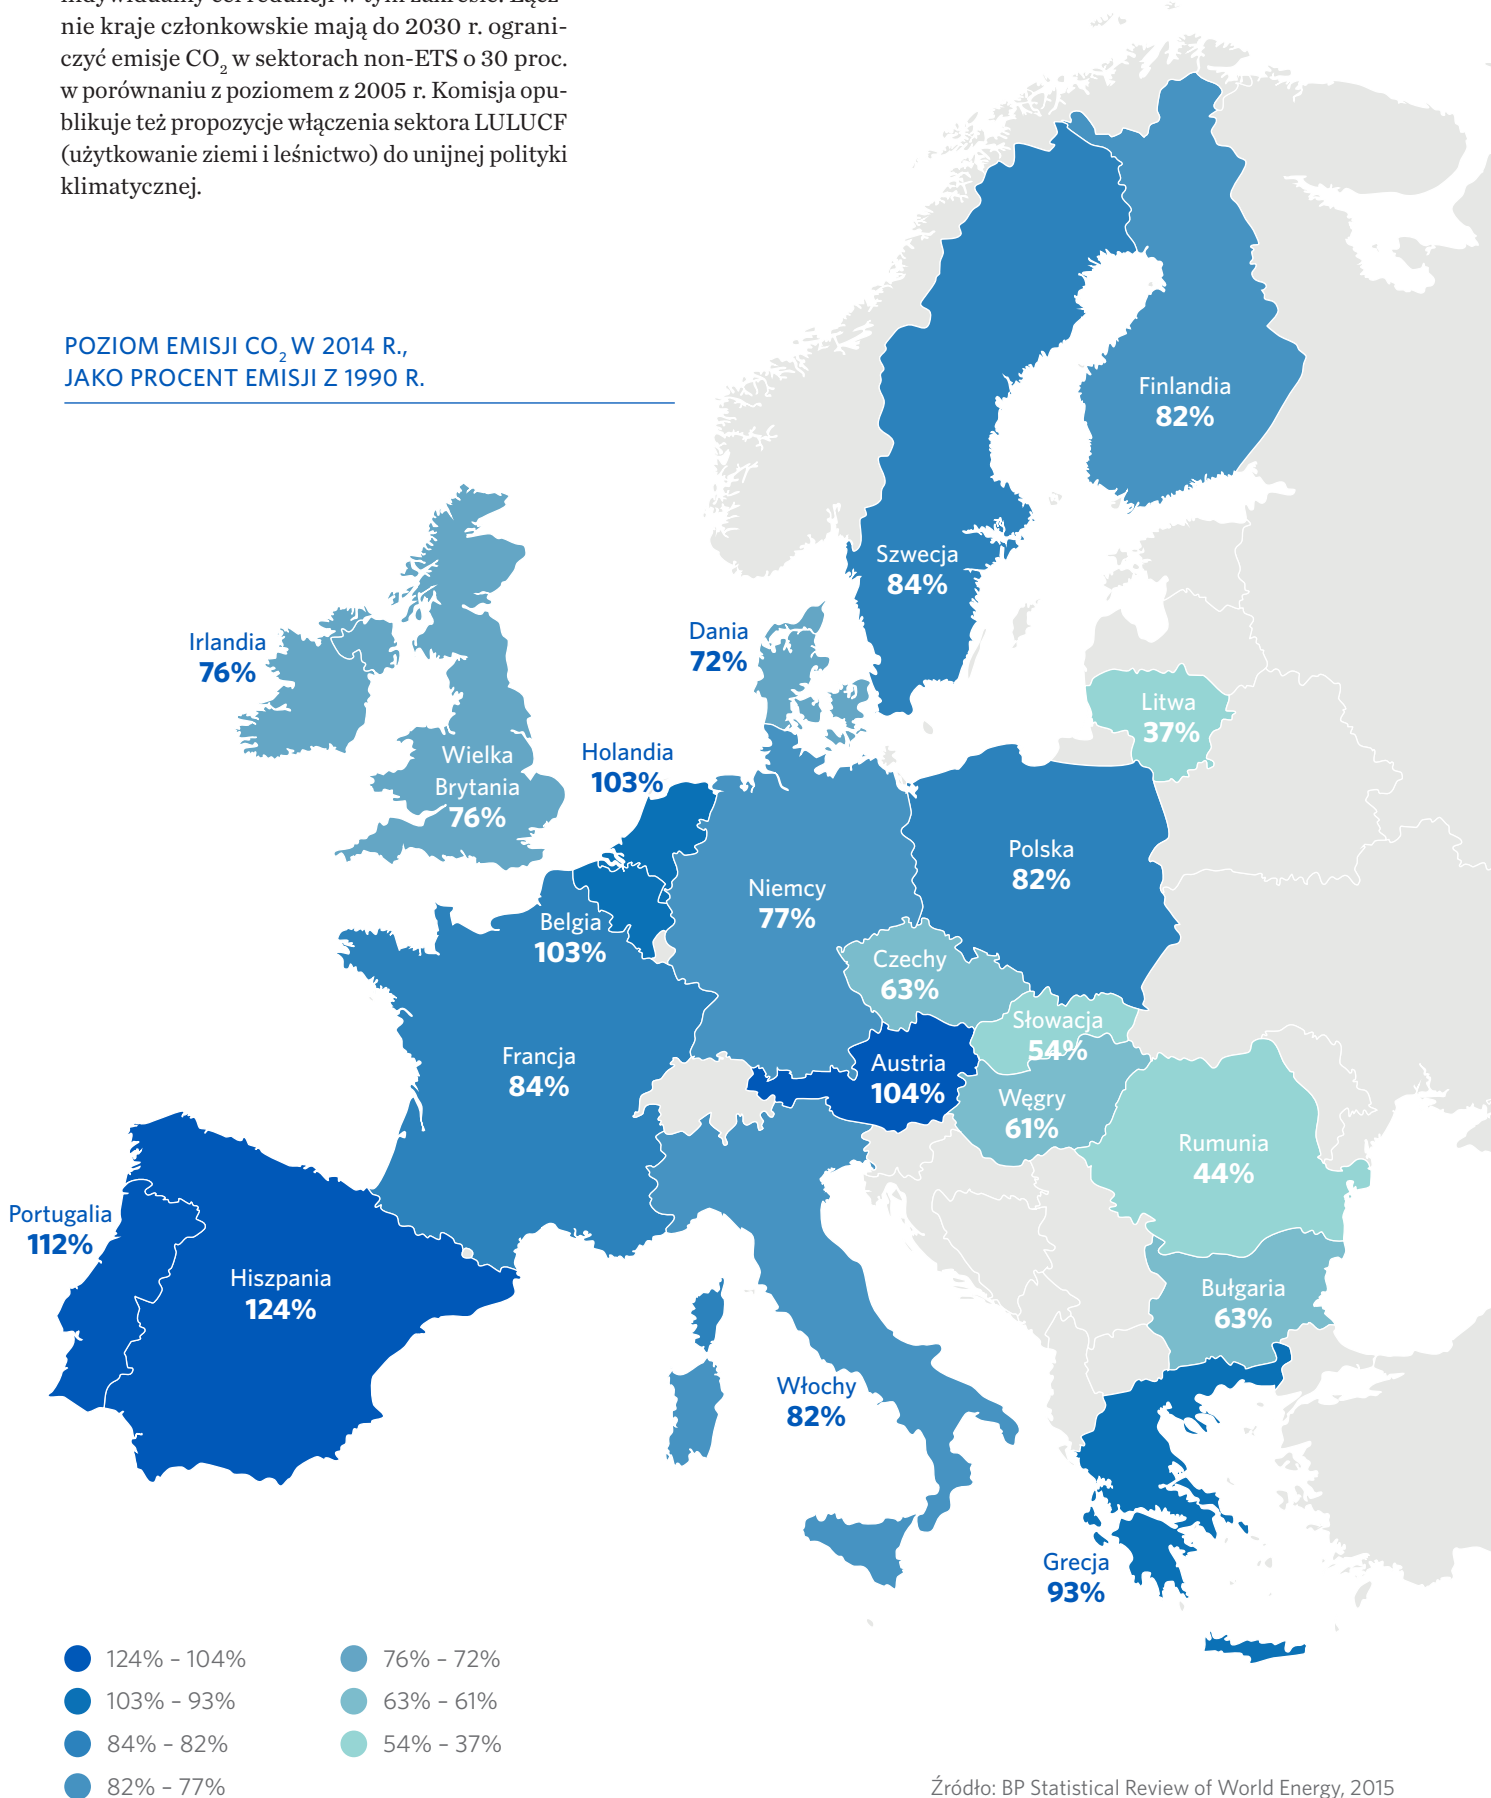 nie kraje członkowskie mają do 2030 r. ograni-
czyć emisje CO₂ w sektorach non-ETS o 30 proc.
w porównaniu z poziomem z 2005 r. Komisja opu-
blikuje też propozycje włączenia sektora LULUCF
(użytkowanie ziemi i leśnictwo) do unijnej polityki
klimatycznej.
POZIOM EMISJI CO₂ W 2014 R.,
JAKO PROCENT EMISJI Z 1990 R.
Finlandia
82%
Szwecja
84%
Dania
72%
Irlandia
76%
Litwa
37%
Wielka
Brytania
76%
Holandia
103%
Polska
82%
Niemcy
77%
Belgia
103%
Czechy
63%
Słowacja
54%
Francja
84%
Austria
104%
Węgry
61%
Rumunia
44%
Portugalia
112%
Hiszpania
124%
Bułgaria
63%
Włochy
82%
Grecja
93%
124% – 104%
103% – 93%
84% – 82%
82% – 77%
76% – 72%
63% – 61%
54% – 37%
Źródło: BP Statistical Review of World Energy, 2015